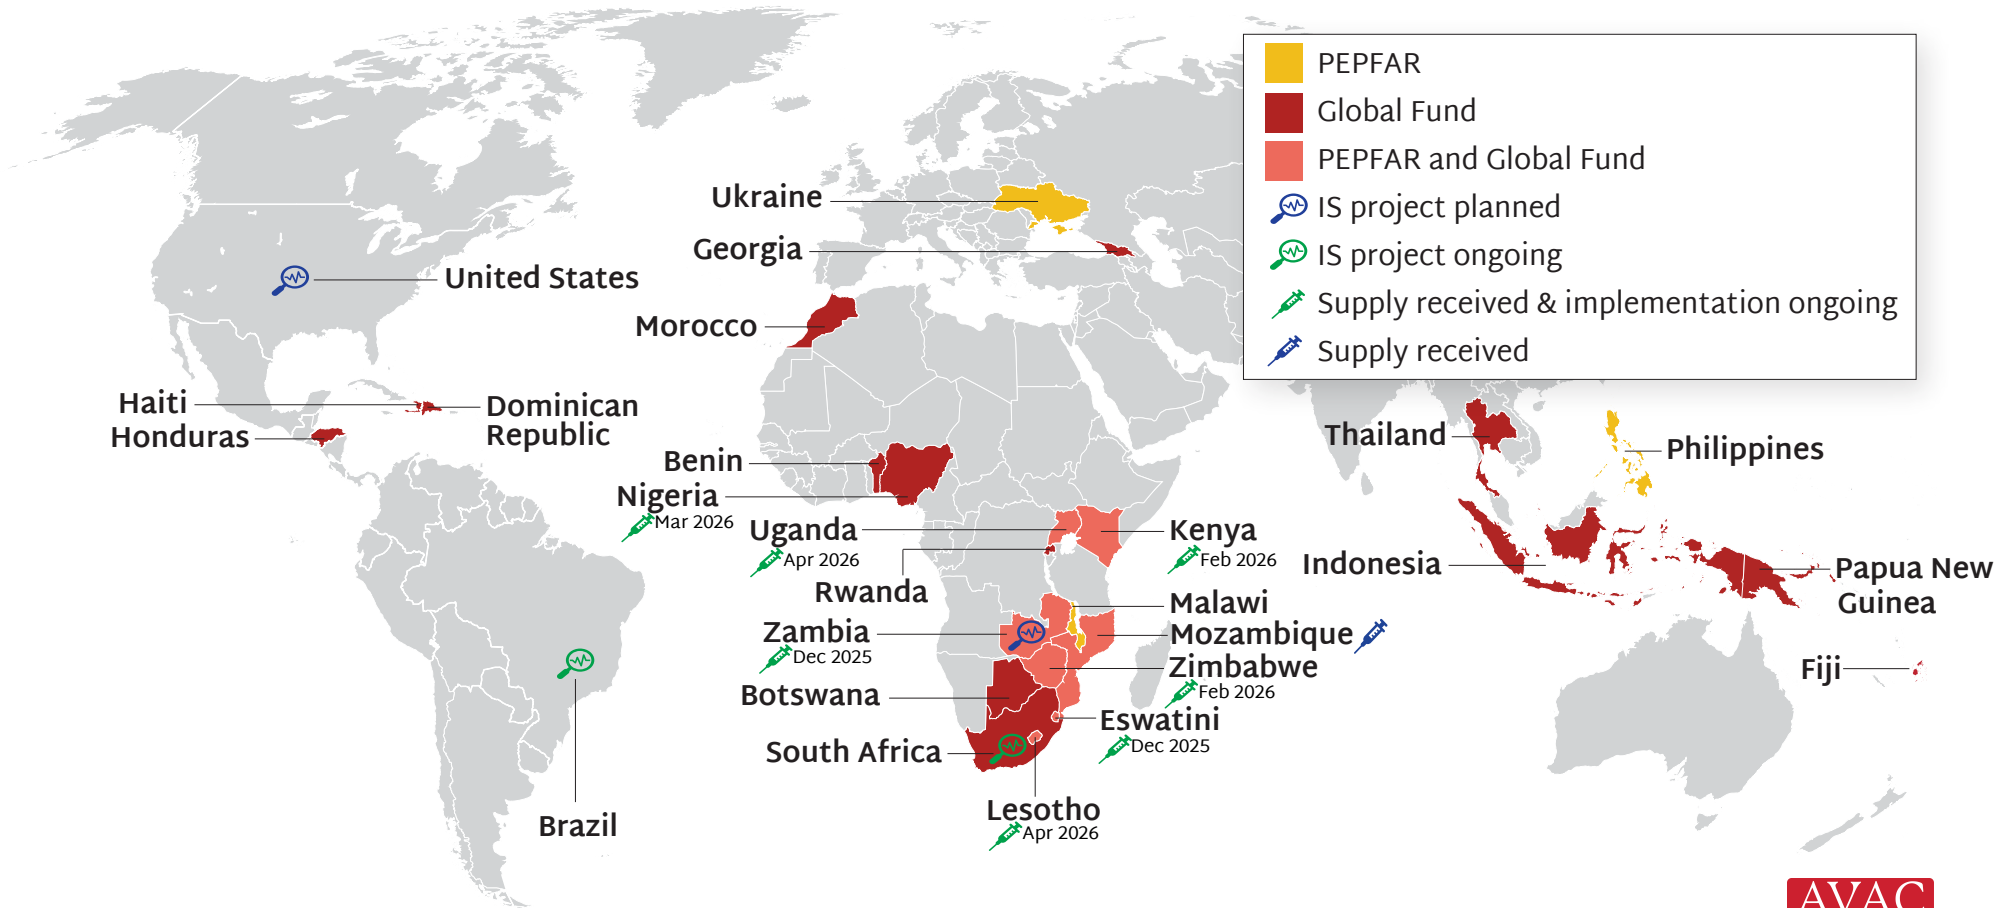 PEPFAR
Global Fund
PEPFAR and Global Fund
IS project planned
IS project ongoing
Supply received & implementation ongoing
Supply received
Ukraine
Georgia
United States
Morocco
Haiti
Dominican
Republic
Honduras
Thailand
Philippines
Benin
Nigeria
Mar 2026
Uganda
Apr 2026
Kenya
Feb 2026
Rwanda
Indonesia
Papua New
Guinea
Malawi
Zambia
Dec 2025
Mozambique
Zimbabwe
Feb 2026
Fiji
Botswana
Eswatini
Dec 2025
South Africa
Lesotho
Apr 2026
Brazil
AVAC